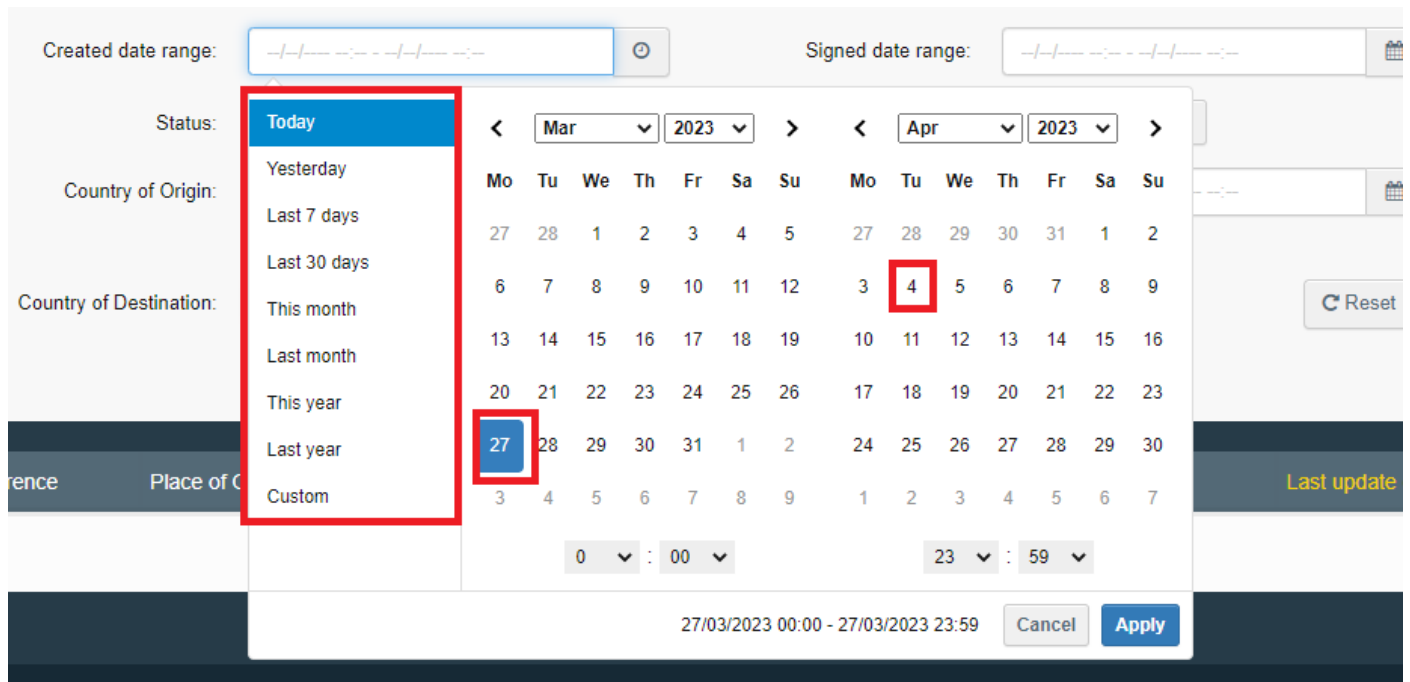 Created date range: --/--/---- --:-- - --/--/---- --:-- Signed date range: --/--/---- --:-- - --/--/---- --:--
Status:
Country of Origin: --:--
Country of Destination:
Reset
Today
Yesterday
Last 7 days
Last 30 days
This month
Last month
This year
Last year
Custom
Mar 2023
Mo Tu We Th Fr Sa Su
27 28 1 2 3 4 5
6 7 8 9 10 11 12
13 14 15 16 17 18 19
20 21 22 23 24 25 26
27 28 29 30 31 1 2
3 4 5 6 7 8 9
0 : 00
Apr 2023
Mo Tu We Th Fr Sa Su
27 28 29 30 31 1 2
3 4 5 6 7 8 9
10 11 12 13 14 15 16
17 18 19 20 21 22 23
24 25 26 27 28 29 30
1 2 3 4 5 6 7
23 : 59
27/03/2023 00:00 - 27/03/2023 23:59 Cancel Apply
rence Place of Last update